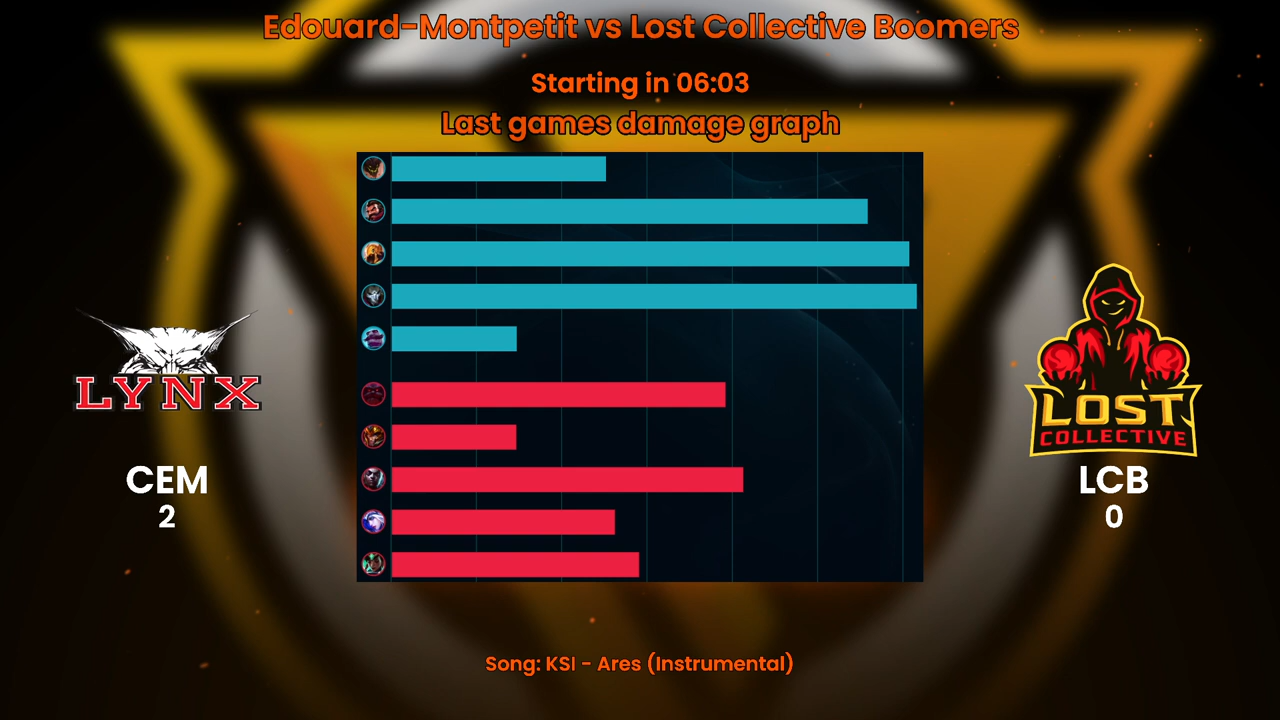 Edouard-Montpetit vs Lost Collective Boomers
Starting in 06:03
Last games damage graph
LYNX
CEM
2
LOST
COLLECTIVE
LCB
0
Song: KSI - Ares (Instrumental)